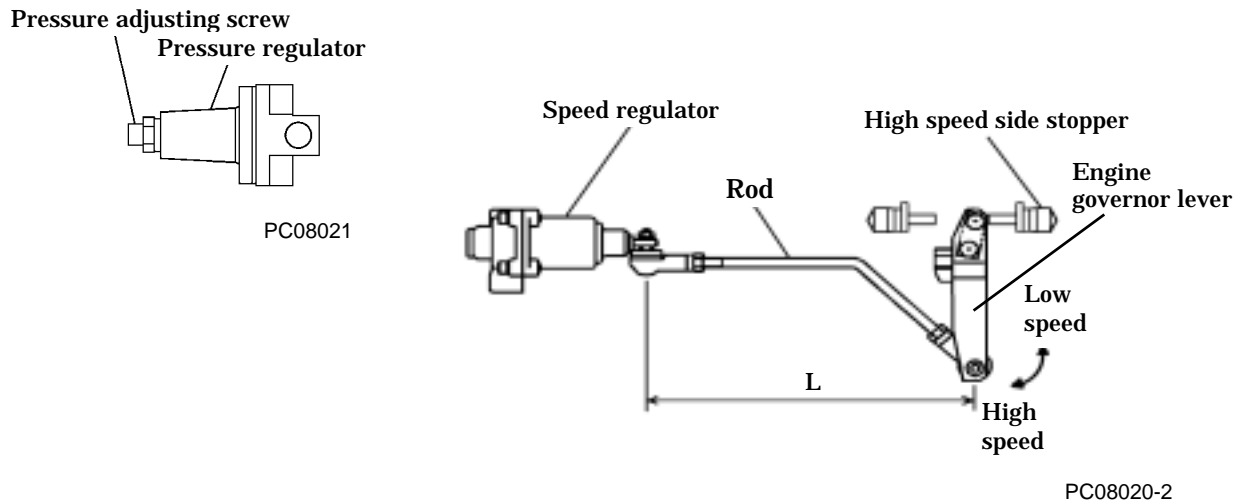 Pressure adjusting screw
Pressure regulator
PC08021
Speed regulator
High speed side stopper
Rod
Engine
governor lever
Low
speed
L
High
speed
PC08020-2